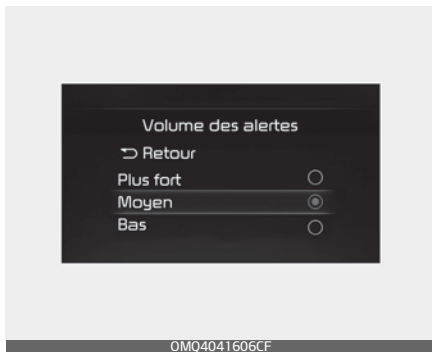 Volume des alertes
Retour
Plus fort
Moyen
Bas
OMQ4041606CF